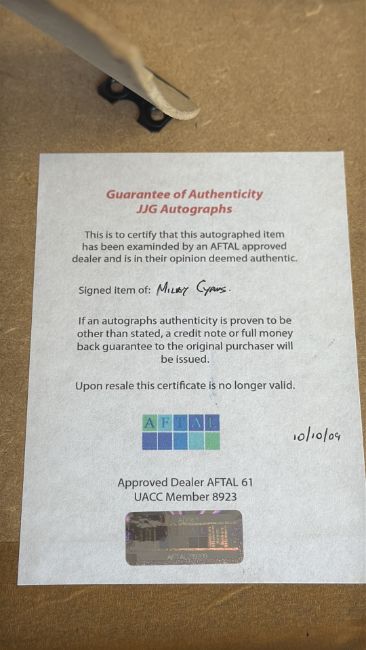 Guarantee of Authenticity
JJG Autographs
This is to certify that this autographed item
has been examinded by an AFTAL approved
dealer and is in their opinion deemed authentic.
Signed Item of: Miley Cyrus.
If an autographs authenticity is proven to be
other than stated, a credit note or full money
back guarantee to the original purchaser will
be issued.
Upon resale this certificate is no longer valid.
AFTAL
10/10/09
Approved Dealer AFTAL 61
UACC Member 8923